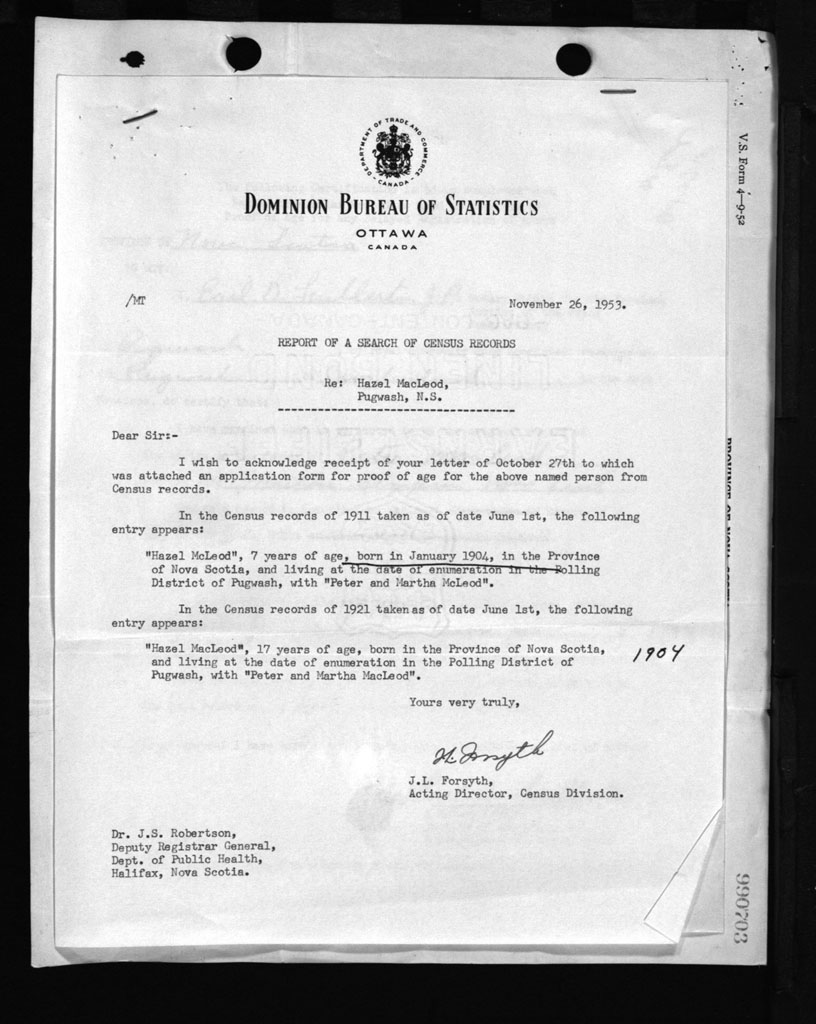 DEPARTMENT OF TRADE AND COMMERCE
CANADA
DOMINION BUREAU OF STATISTICS
OTTAWA
CANADA
V.S. Form 4—9-52
/MT
November 26, 1953.
REPORT OF A SEARCH OF CENSUS RECORDS
Re: Hazel MacLeod,
Pugwash, N.S.
Dear Sir:-
I wish to acknowledge receipt of your letter of October 27th to which
was attached an application form for proof of age for the above named person from
Census records.
In the Census records of 1911 taken as of date June 1st, the following
entry appears:
"Hazel McLeod", 7 years of age, born in January 1904, in the Province
of Nova Scotia, and living at the date of enumeration in the Polling
District of Pugwash, with "Peter and Martha McLeod".
In the Census records of 1921 taken as of date June 1st, the following
entry appears:
"Hazel MacLeod", 17 years of age, born in the Province of Nova Scotia,
and living at the date of enumeration in the Polling District of
Pugwash, with "Peter and Martha MacLeod".
1904
Yours very truly,
J.L. Forsyth,
Acting Director, Census Division.
Dr. J.S. Robertson,
Deputy Registrar General,
Dept. of Public Health,
Halifax, Nova Scotia.
990703